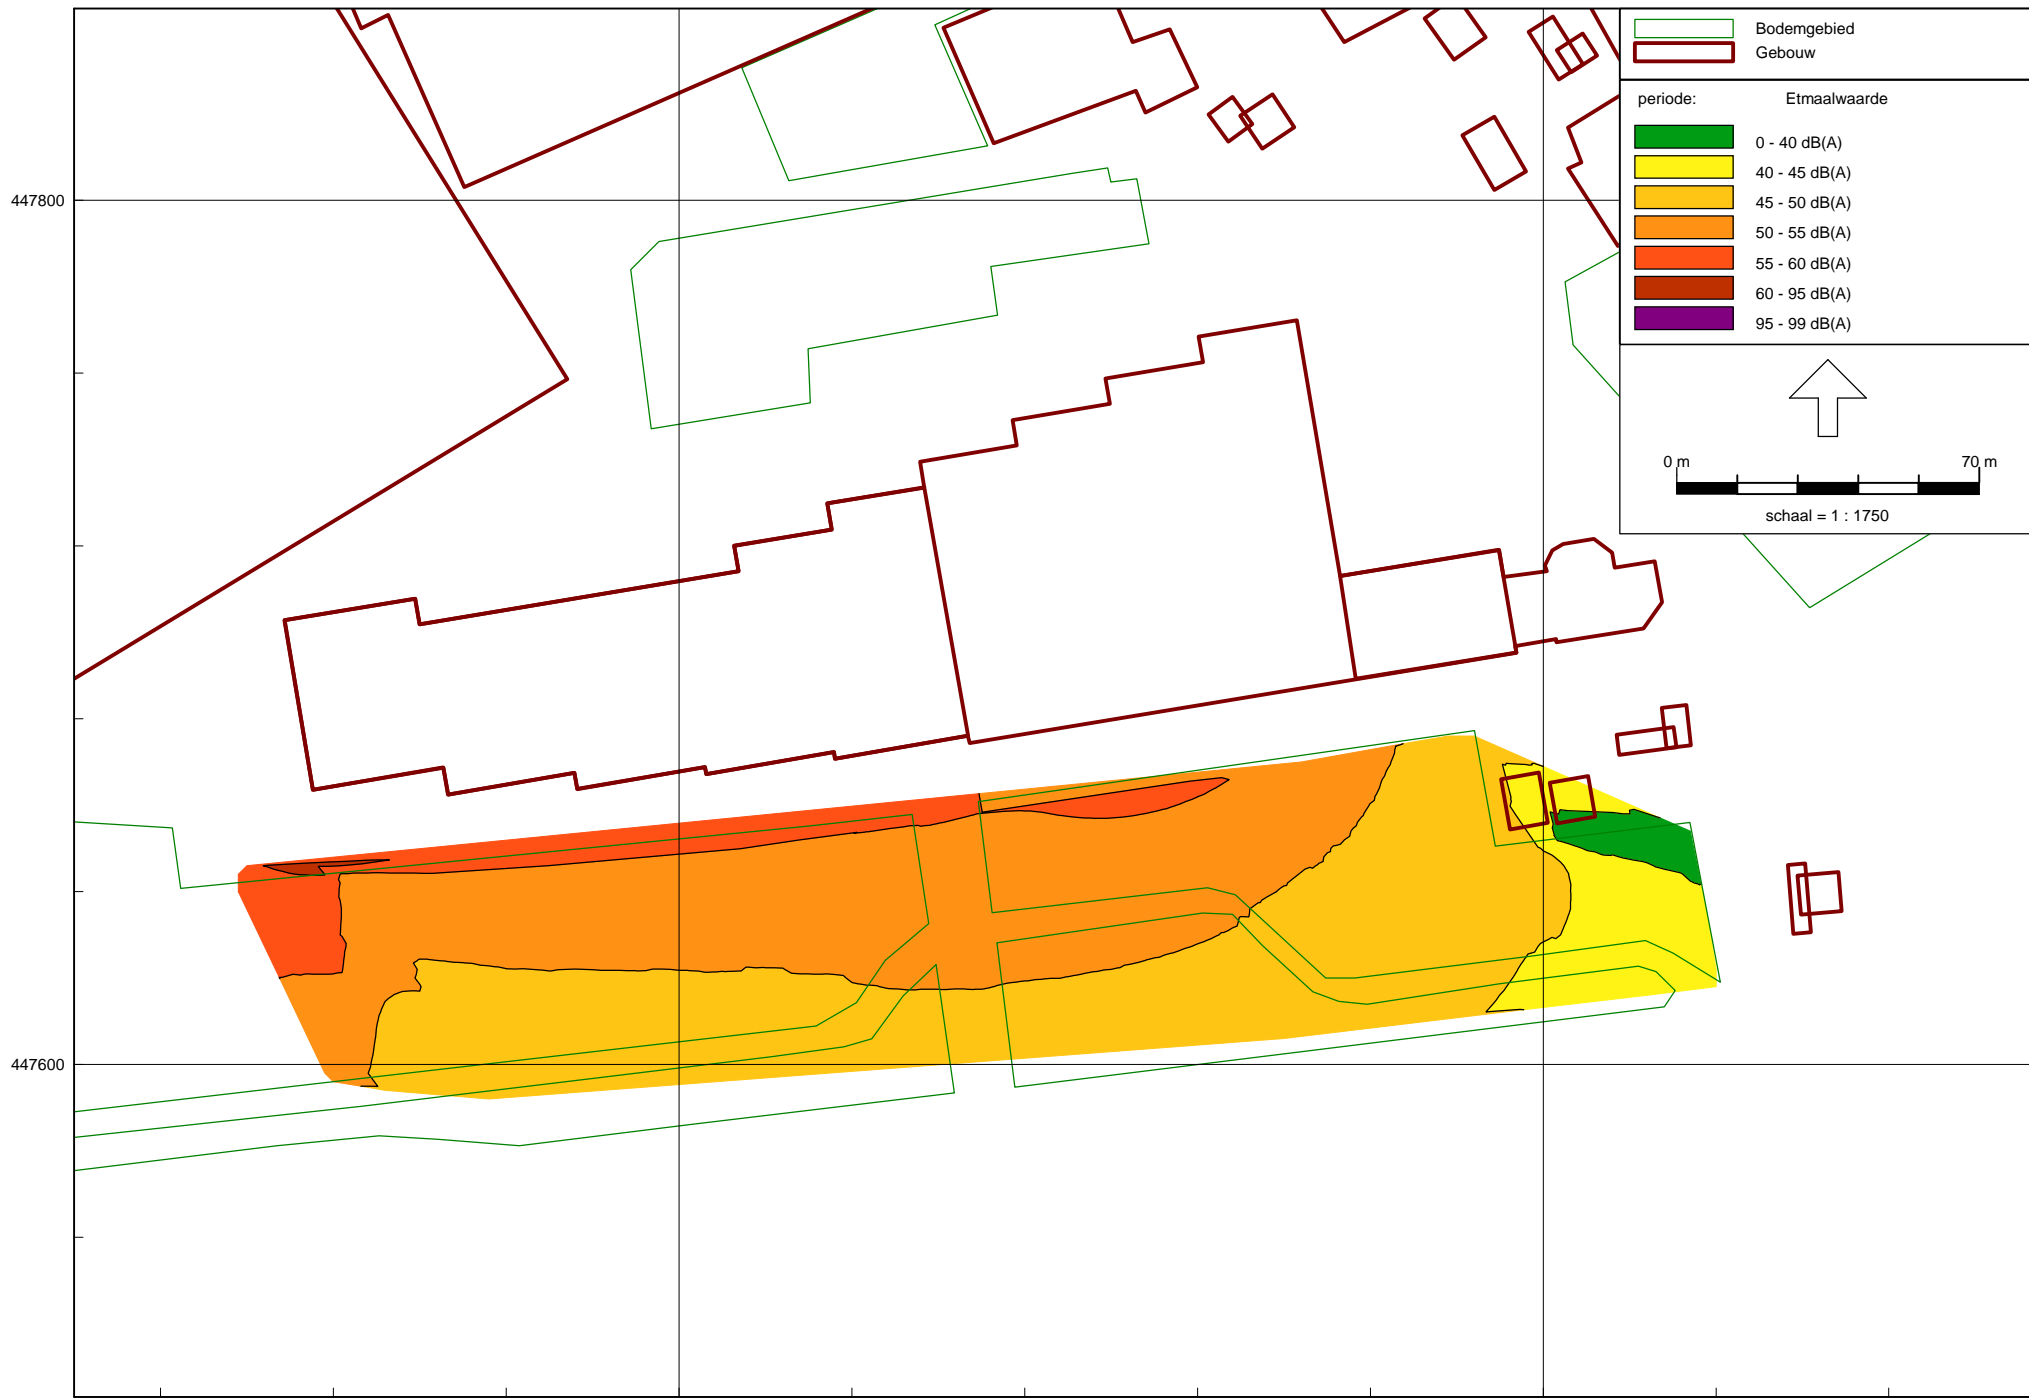 Bodemgebied
Gebouw
periode: Etmaalwaarde
0 - 40 dB(A)
40 - 45 dB(A)
45 - 50 dB(A)
50 - 55 dB(A)
55 - 60 dB(A)
60 - 95 dB(A)
95 - 99 dB(A)
0 m 70 m
schaal = 1 : 1750
447800
447600